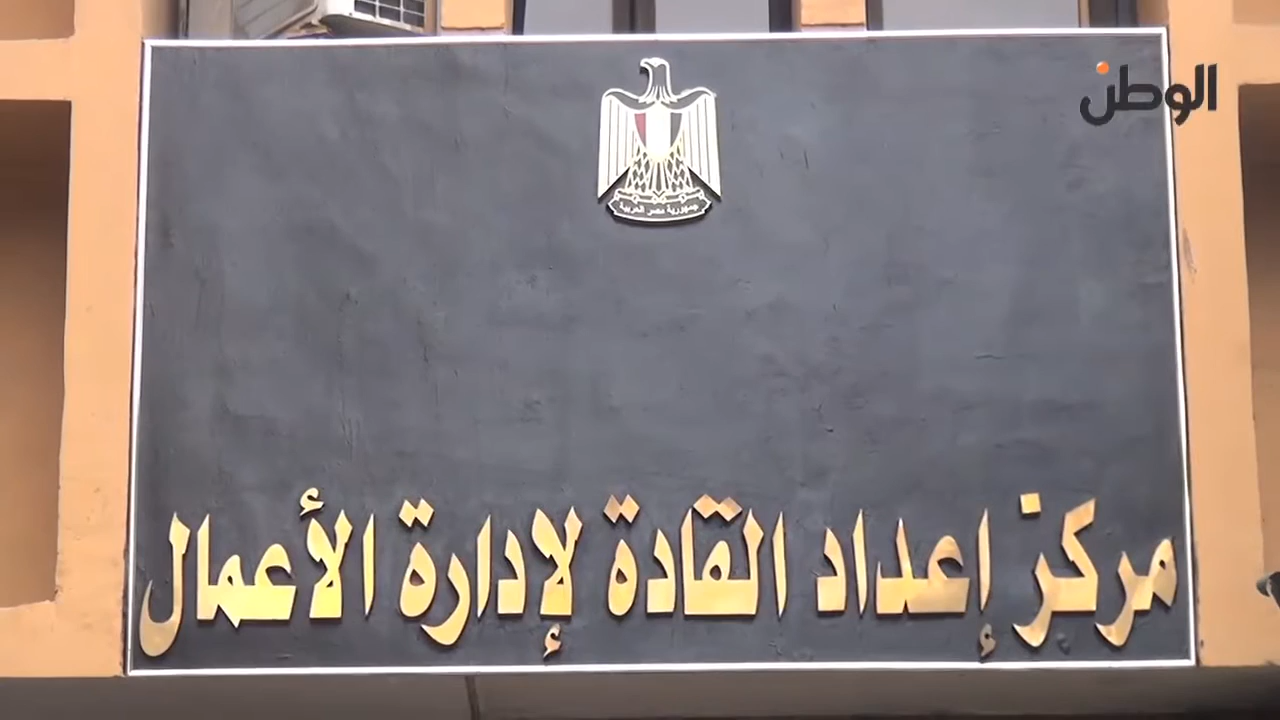 الوطن
جمهورية مصر العربية
مركز إعداد القادة لإدارة الأعمال